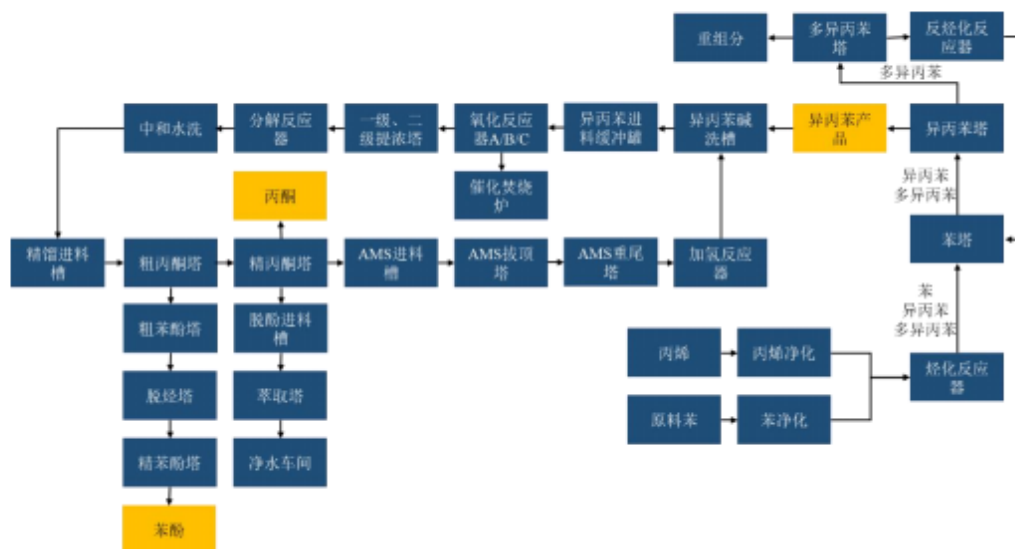 重组分
多异丙苯
塔
反烃化反
应器
多异丙苯
中和水洗
分解反应
器
一级、二
级提浓塔
氧化反应
器A/B/C
异丙苯进
料缓冲罐
异丙苯碱
洗槽
异丙苯产
品
异丙苯塔
催化焚烧
炉
丙酮
异丙苯
多异丙苯
苯塔
精馏进料
槽
粗丙酮塔
精丙酮塔
AMS进料
槽
AMS拔顶
塔
AMS重尾
塔
加氢反应
器
苯
异丙苯
多异丙苯
粗苯酚塔
脱酚进料
槽
丙烯
丙烯净化
烃化反应
器
脱烃塔
萃取塔
原料苯
苯净化
精苯酚塔
净水车间
苯酚